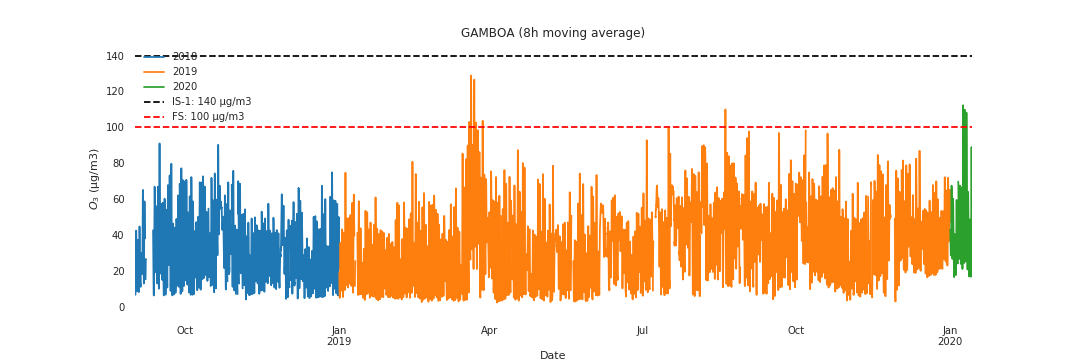 GAMBOA (8h moving average)
140
120
100
80
60
40
20
0
O3 (µg/m3)
2018
2019
2020
IS-1: 140 µg/m3
FS: 100 µg/m3
Oct
Jan
2019
Apr
Jul
Oct
Jan
2020
Date